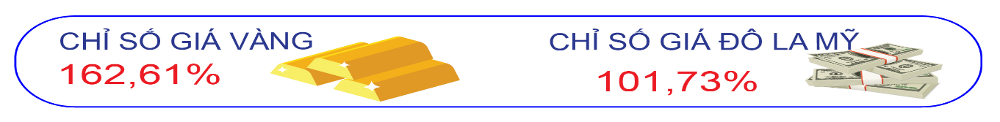 CHỈ SỐ GIÁ VÀNG
162,61%
CHỈ SỐ GIÁ ĐÔ LA MỸ
101,73%